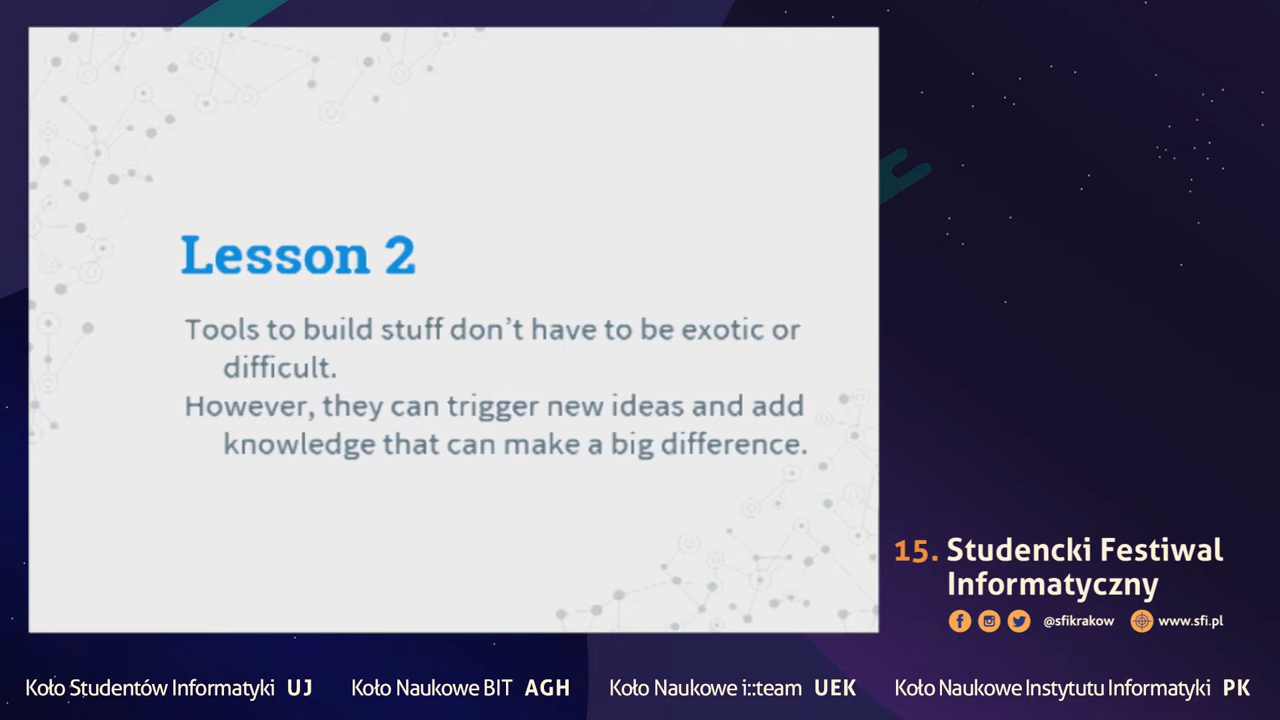 Lesson 2
Tools to build stuff don’t have to be exotic or
difficult.
However, they can trigger new ideas and add
knowledge that can make a big difference.
15. Studencki Festiwal
Informatyczny
@sfikrakow www.sfi.pl
Koło Studentów Informatyki UJ Koło Naukowe BIT AGH Koło Naukowe i::team UEK Koło Naukowe Instytutu Informatyki PK